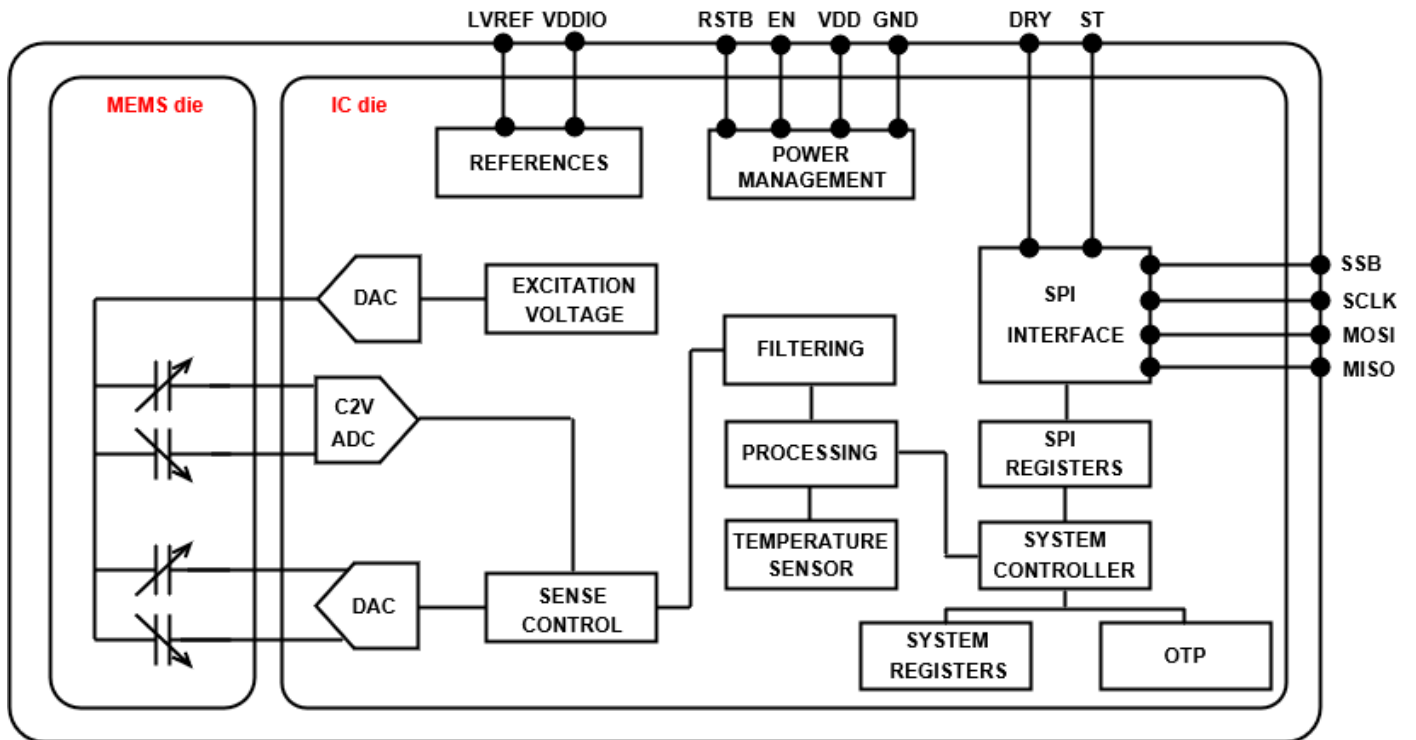 LVREF VDDIO RSTB EN VDD GND DRY ST
MEMS die
IC die
REFERENCES
POWER
MANAGEMENT
DAC
EXCITATION
VOLTAGE
SPI
INTERFACE
SSB
SCLK
MOSI
MISO
FILTERING
C2V
ADC
PROCESSING
SPI
REGISTERS
TEMPERATURE
SENSOR
SYSTEM
CONTROLLER
DAC
SENSE
CONTROL
SYSTEM
REGISTERS
OTP